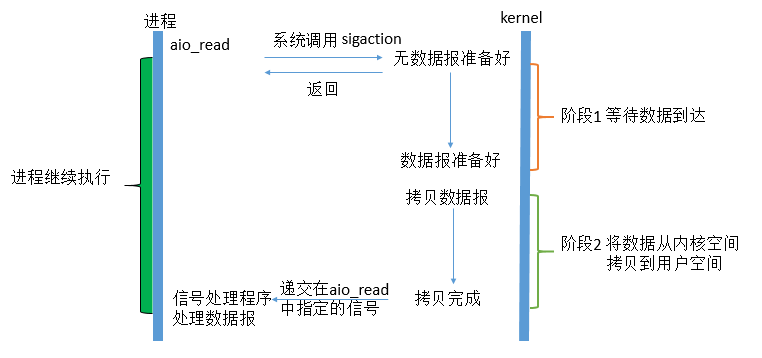 进程
kernel
aio_read
系统调用 sigaction
无数据报准备好
返回
阶段1 等待数据到达
数据报准备好
进程继续执行
拷贝数据报
阶段2 将数据从内核空间
拷贝到用户空间
信号处理程序
处理数据报
递交在aio_read
中指定的信号
拷贝完成